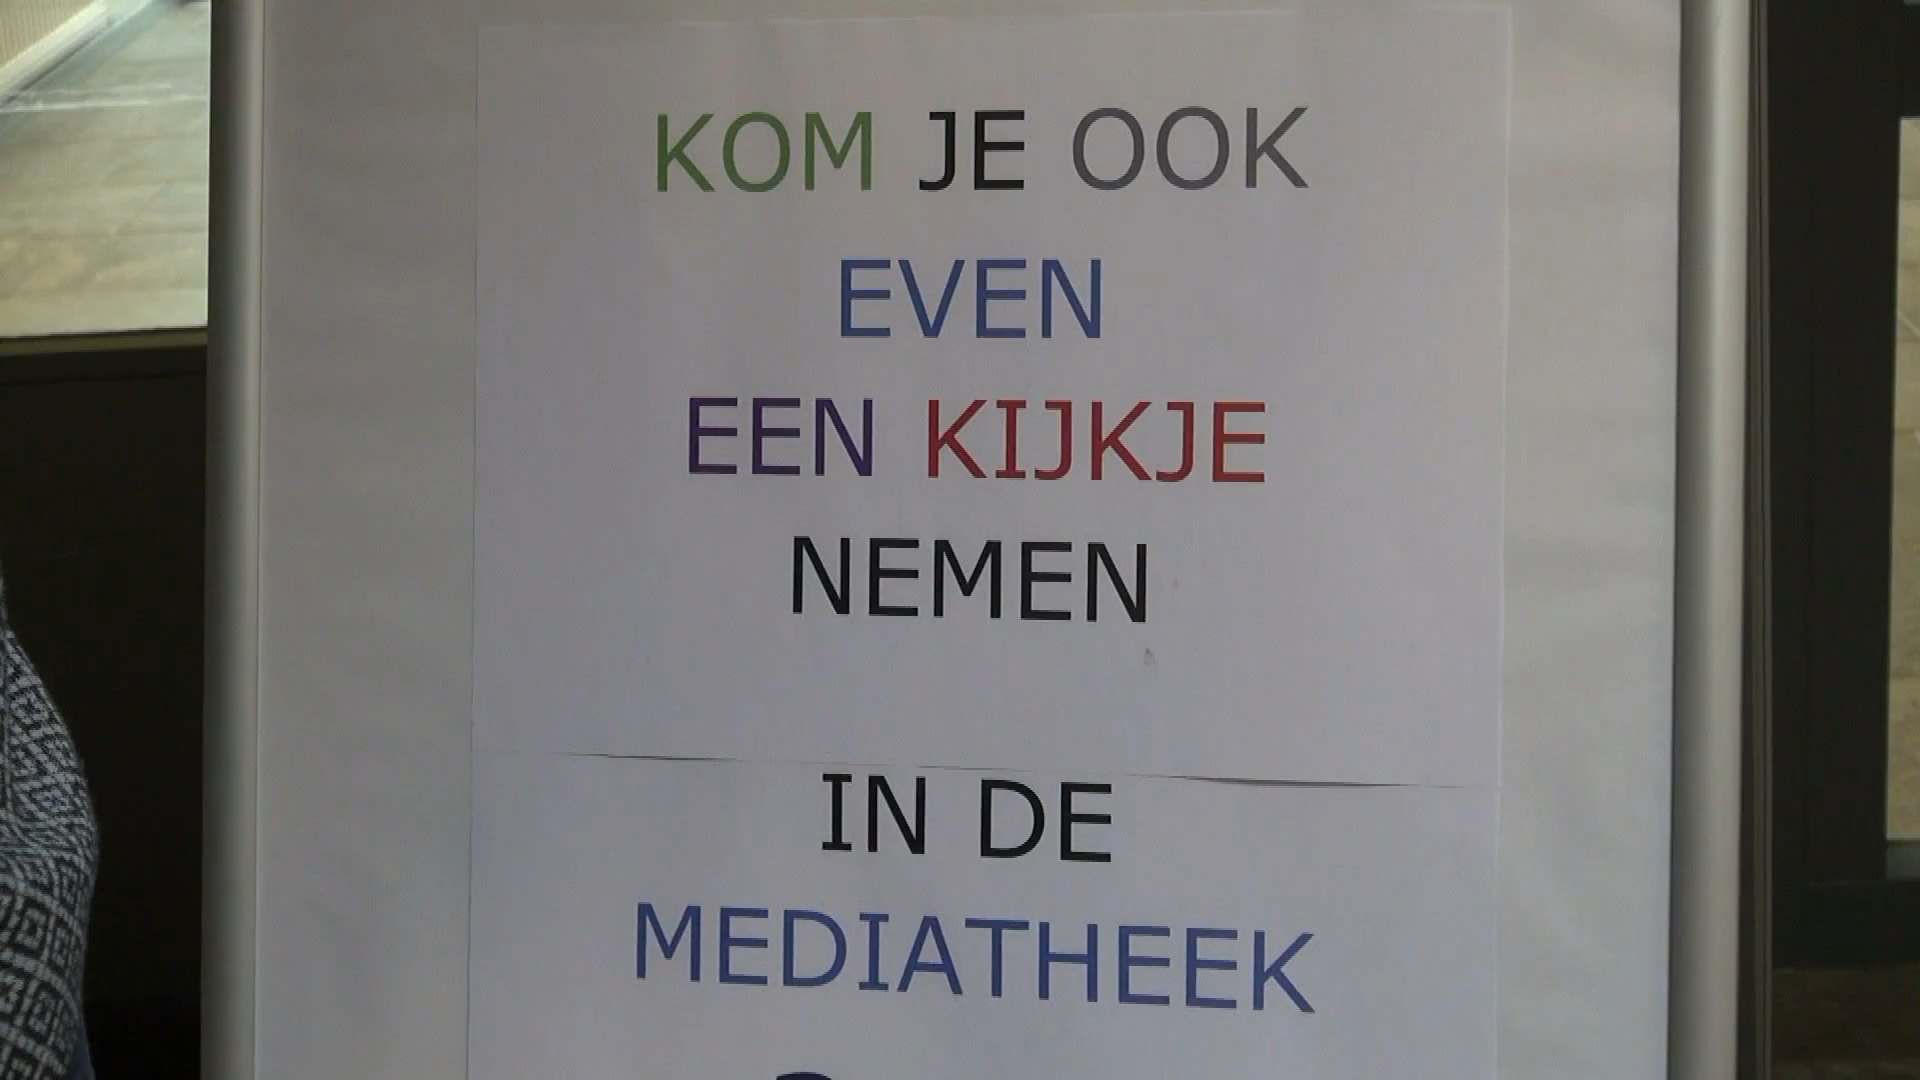 KOM JE OOK
EVEN
EEN KIJKJE
NEMEN
IN DE
MEDIATHEEK